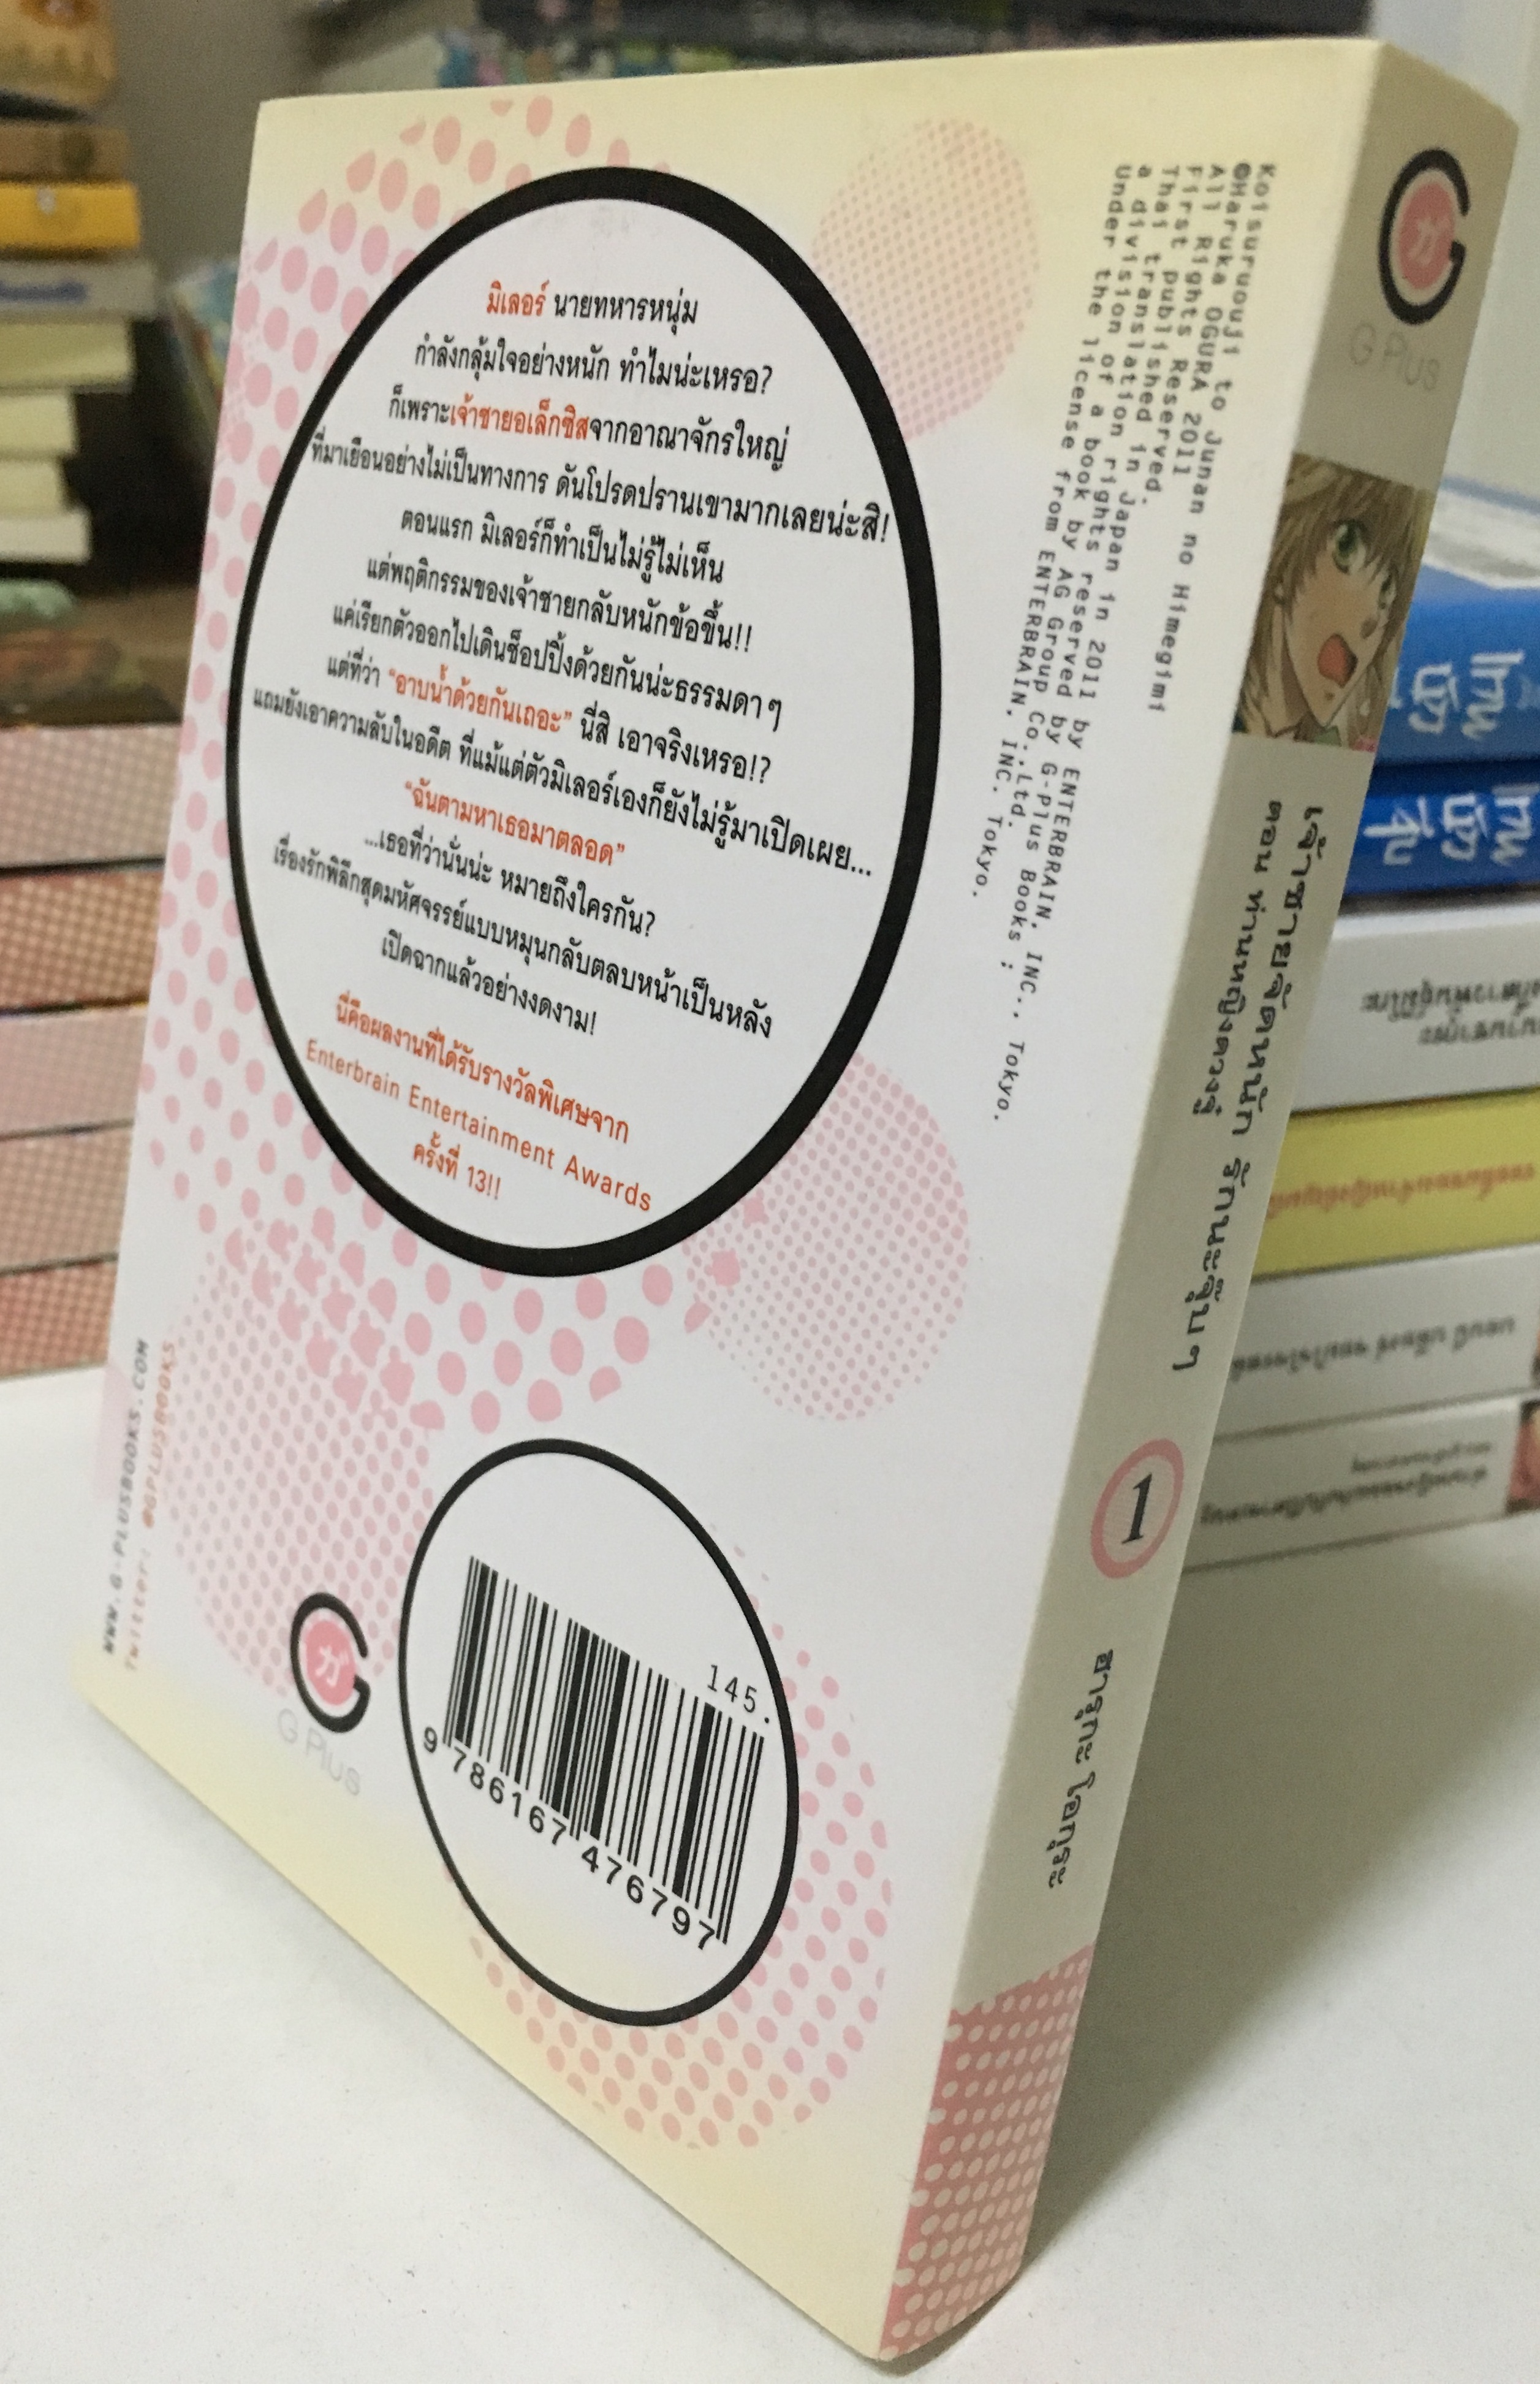 มิเลอร์ นายทหารหนุ่ม
กำลังกลุ้มใจอย่างหนัก ทำไมน่ะเหรอ?
ก็เพราะเจ้าชายอเล็กซิสจากอาณาจักรใหญ่
ที่มาเยือนอย่างไม่เป็นทางการ ดันโปรดปรานเขามากเลยน่ะสิ!
ตอนแรก มิเลอร์ก็ทำเป็นไม่รู้ไม่เห็น
แต่พฤติกรรมของเจ้าชายกลับหนักข้อขึ้น!!
แค่เรียกตัวออกไปเดินช็อปปิ้งด้วยกันน่ะธรรมดาๆ
แต่ที่ว่า “อาบน้ำด้วยกันเถอะ” นี่สิ เอาจริงเหรอ!?
แถมยังเอาความลับในอดีต ที่แม้แต่ตัวมิเลอร์เองก็ยังไม่รู้มาเปิดเผย...
“ฉันตามหาเธอมาตลอด”
...เธอที่ว่านั่นน่ะ หมายถึงใครกัน?
เรื่องรักพิลึกสุดมหัศจรรย์แบบหมุนกลับตลบหน้าเป็นหลัง
เปิดฉากแล้วอย่างงดงาม!
นี่คือผลงานที่ได้รับรางวัลพิเศษจาก
Enterbrain Entertainment Awards
ครั้งที่ 13!!
Koisuruouji to Junan no Himegimi
©Haruka OGURA 2011
All Rights Reserved.
First published in Japan in 2011 by ENTERBRAIN, INC., Tokyo.
Thai translation rights reserved by G-Plus Books ;
a division of a book by AG Group Co.,Ltd.
Under the license from ENTERBRAIN, INC. Tokyo.
WWW.G-PLUSBOOKS.COM
Twitter: @GPLUSBOOKS
ガ
G Plus
145.
9 786167 476797
ガ
G Plus
เจ้าชายจัดหนัก รักนะจุ๊บๆ
ตอน ท่านหญิงดวงจู๋
1
ฮารุกะ โอกุระ